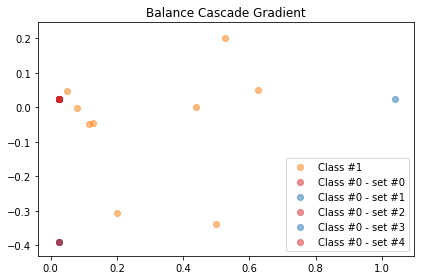 Balance Cascade Gradient
0.2
0.1
0.0
−0.1
−0.2
−0.3
−0.4
0.0 0.2 0.4 0.6 0.8 1.0
Class #1
Class #0 - set #0
Class #0 - set #1
Class #0 - set #2
Class #0 - set #3
Class #0 - set #4